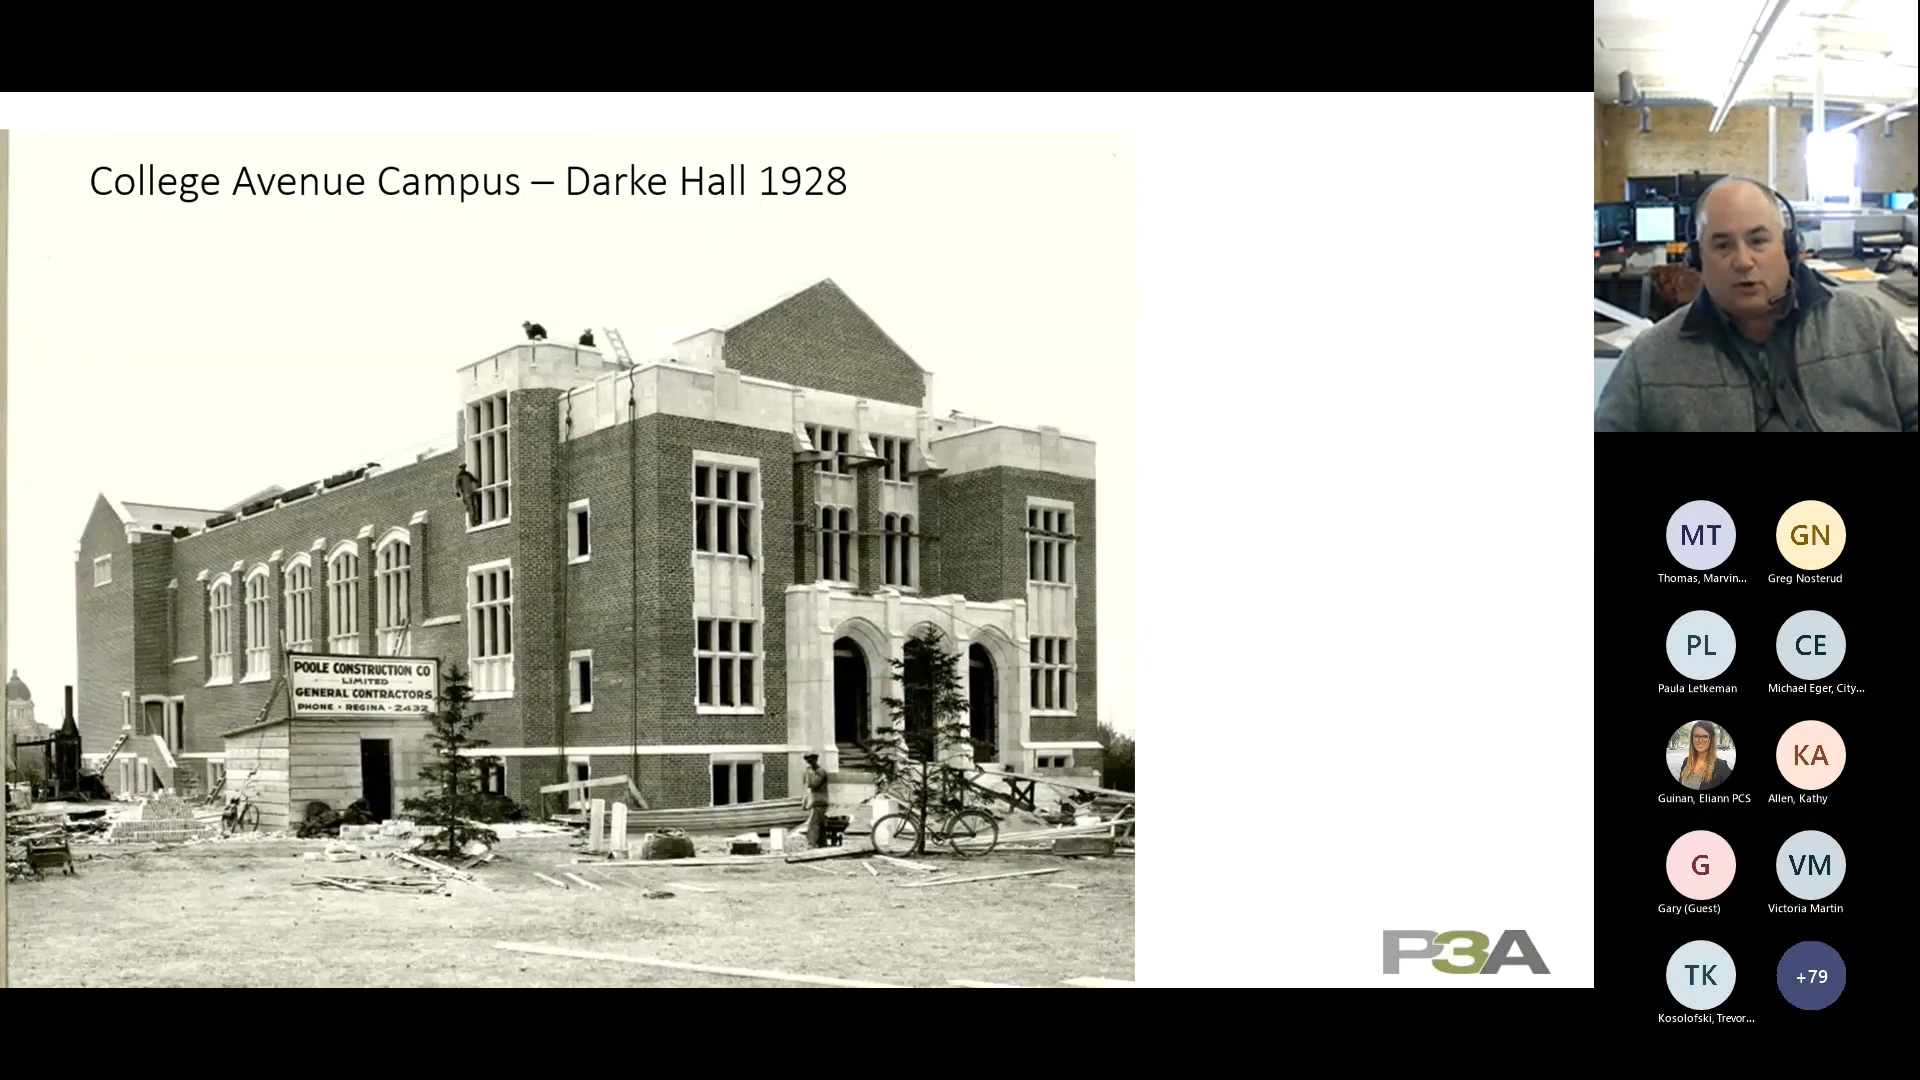 College Avenue Campus – Darke Hall 1928
POOLE CONSTRUCTION CO
LIMITED
GENERAL CONTRACTORS
PHONE • REGINA • 2432
P3A
MT
GN
Thomas, Marvin...
Greg Nosterud
PL
CE
Paula Letkeman
Michael Eger, City...
KA
Guinan, Eliann PCS
Allen, Kathy
G
VM
Gary (Guest)
Victoria Martin
TK
+79
Kosolofski, Trevor...